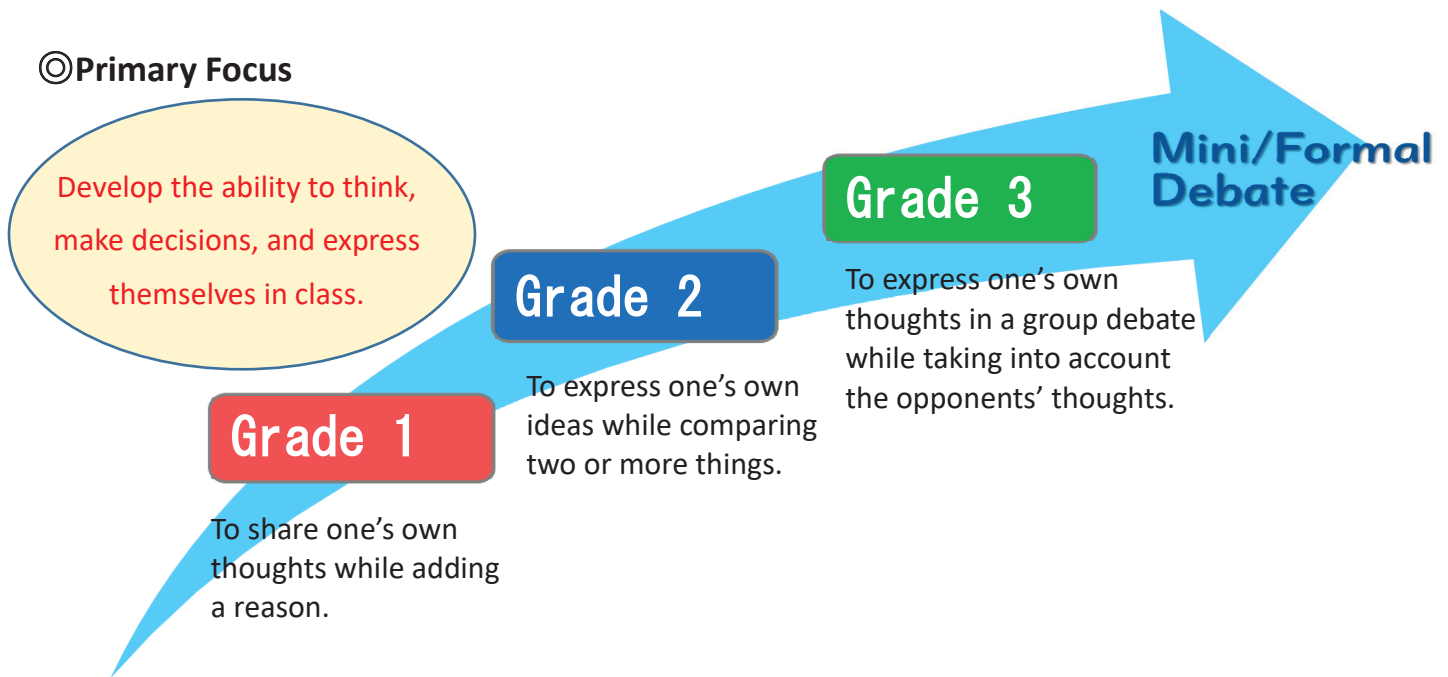 ◎Primary Focus
Develop the ability to think,
make decisions, and express
themselves in class.
Grade 1
To share one’s own
thoughts while adding
a reason.
Grade 2
To express one’s own
ideas while comparing
two or more things.
Grade 3
To express one’s own
thoughts in a group debate
while taking into account
the opponents’ thoughts.
Mini/Formal
Debate